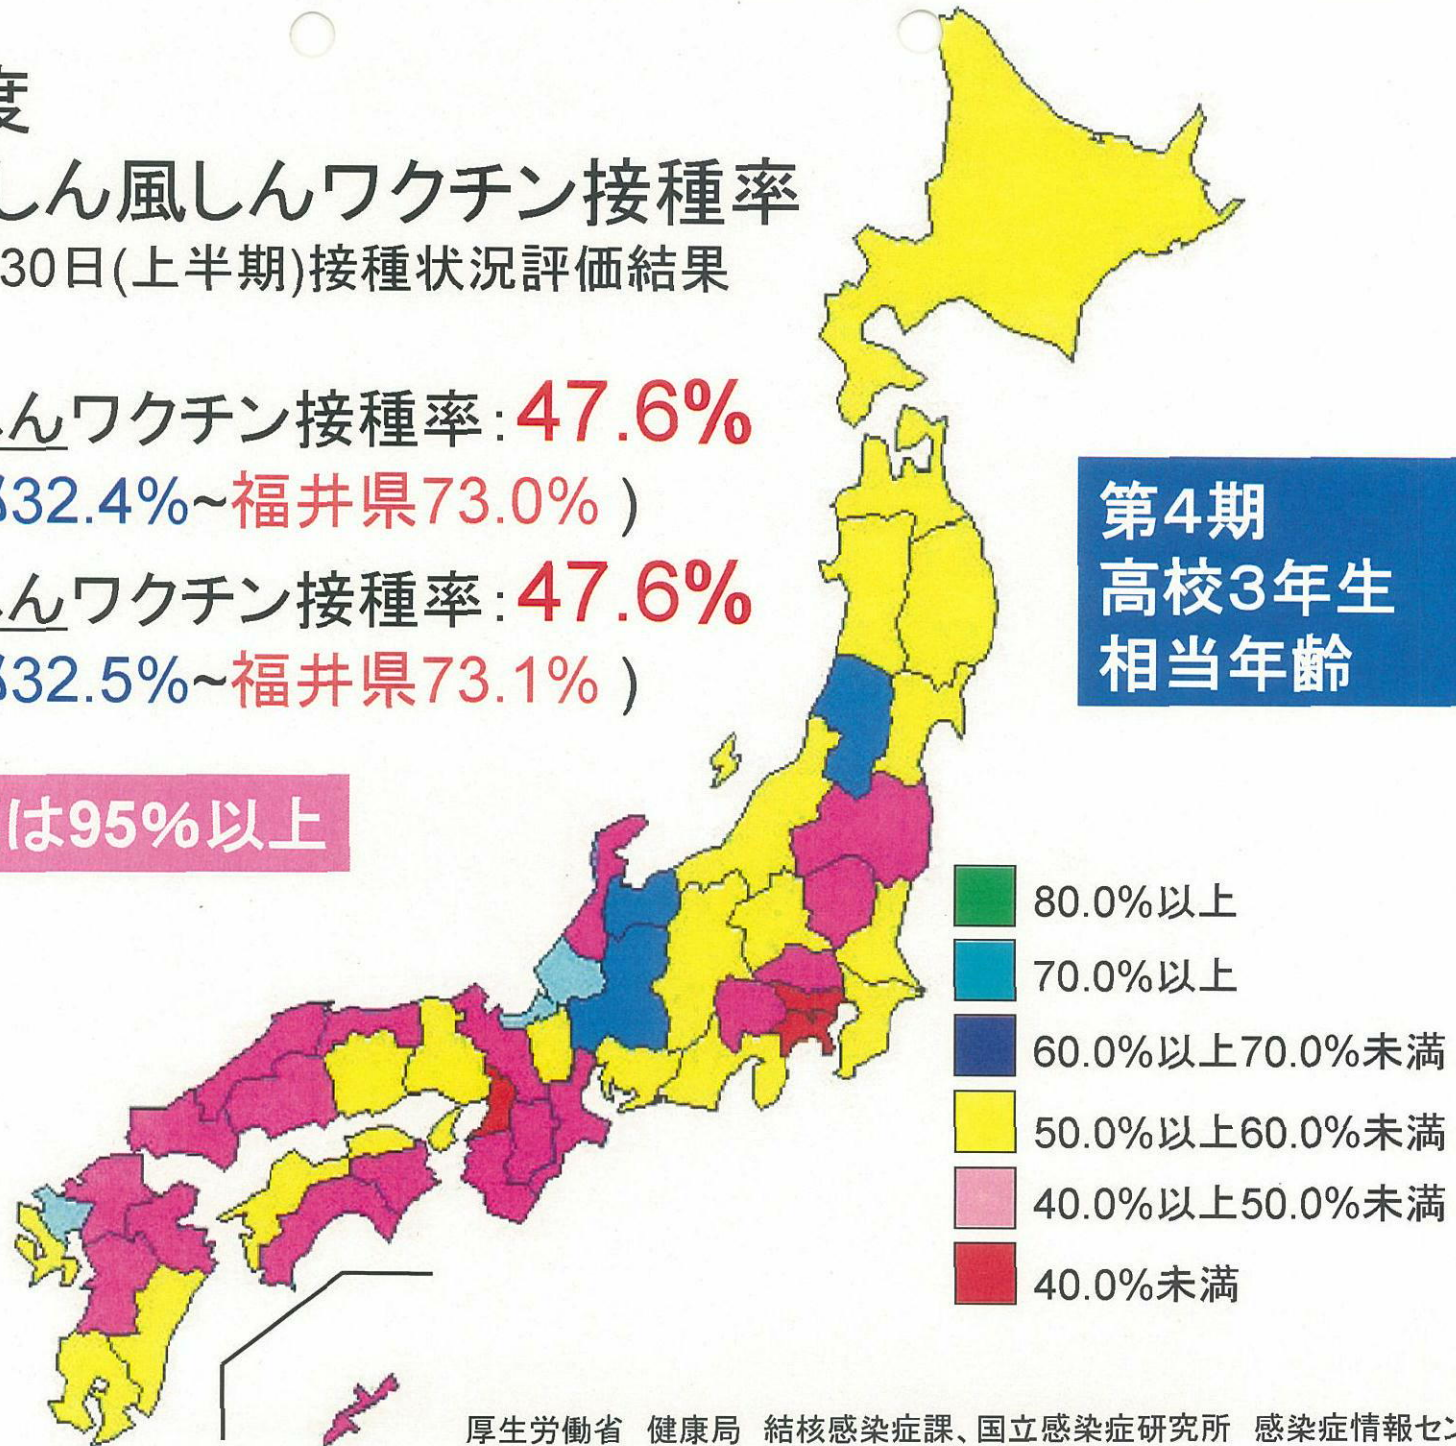 度
しん風しんワクチン接種率
30日(上半期)接種状況評価結果
んワクチン接種率:47.6%
32.4%~福井県73.0% )
んワクチン接種率:47.6%
32.5%~福井県73.1% )
は95%以上
第4期
高校3年生
相当年齢
80.0%以上
70.0%以上
60.0%以上70.0%未満
50.0%以上60.0%未満
40.0%以上50.0%未満
40.0%未満
厚生労働省 健康局 結核感染症課、国立感染症研究所 感染症情報セン